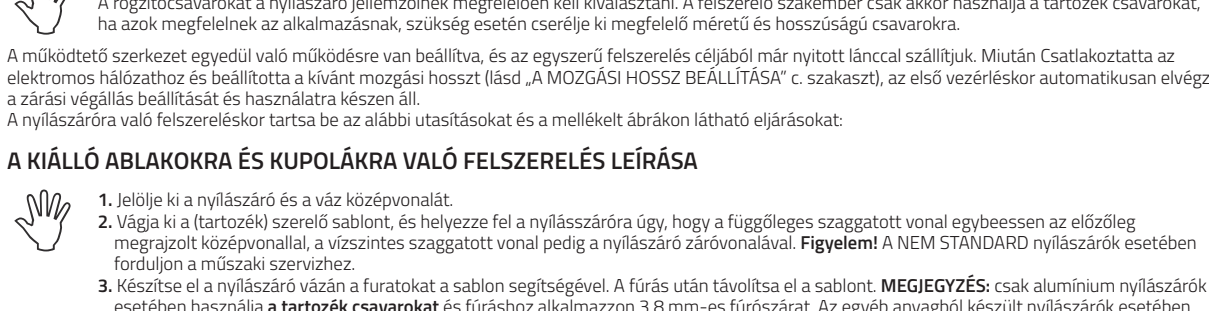 A rögzítőcsavarokat a nyílászáró jellemzőinek megfelelően kell kiválasztani. A felszerelő szakember csak akkor használja a tartozék csavarokat,
ha azok megfelelnek az alkalmazásnak, szükség esetén cserélje ki megfelelő méretű és hosszúságú csavarokra.
A működtető szerkezet egyedül való működésre van beállítva, és az egyszerű felszerelés céljából már nyitott lánccal szállítjuk. Miután Csatlakoztatta az
elektromos hálózathoz és beállította a kívánt mozgási hosszt (lásd „A MOZGÁSI HOSSZ BEÁLLÍTÁSA” c. szakaszt), az első vezérléskor automatikusan elvégzi
a zárási végállás beállítását és használatra készen áll.
A nyílászáróra való felszereléskor tartsa be az alábbi utasításokat és a mellékelt ábrákon látható eljárásokat:
A KIÁLLÓ ABLAKOKRA ÉS KUPOLÁKRA VALÓ FELSZERELÉS LEÍRÁSA
1. Jelölje ki a nyílászáró és a váz középvonalát.
2. Vágja ki a (tartozék) szerelő sablont, és helyezze fel a nyílásszáróra úgy, hogy a függőleges szaggatott vonal egybeessen az előzőleg
megrajzolt középvonallal, a vízszintes szaggatott vonal pedig a nyílászáró záróvonalával. Figyelem! A NEM STANDARD nyílászárók esetében
forduljon a műszaki szervizhez.
3. Készítse el a nyílászáró vázán a furatokat a sablon segítségével. A fúrás után távolítsa el a sablont. MEGJEGYZÉS: csak alumínium nyílászárók
esetében használja a tartozék csavarokat és fúráshoz alkalmazzon 3,8 mm-es fúrószárat. Az egyéb anyagból készült nyílászárók esetében